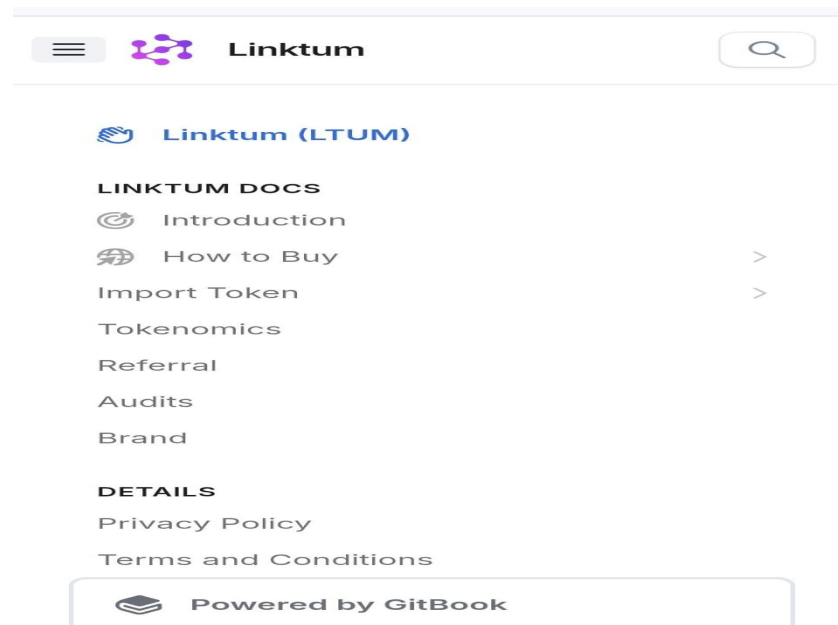 Linktum
Linktum (LTUM)
LINKTUM DOCS
Introduction
How to Buy
Import Token
Tokenomics
Referral
Audits
Brand
DETAILS
Privacy Policy
Terms and Conditions
Powered by GitBook